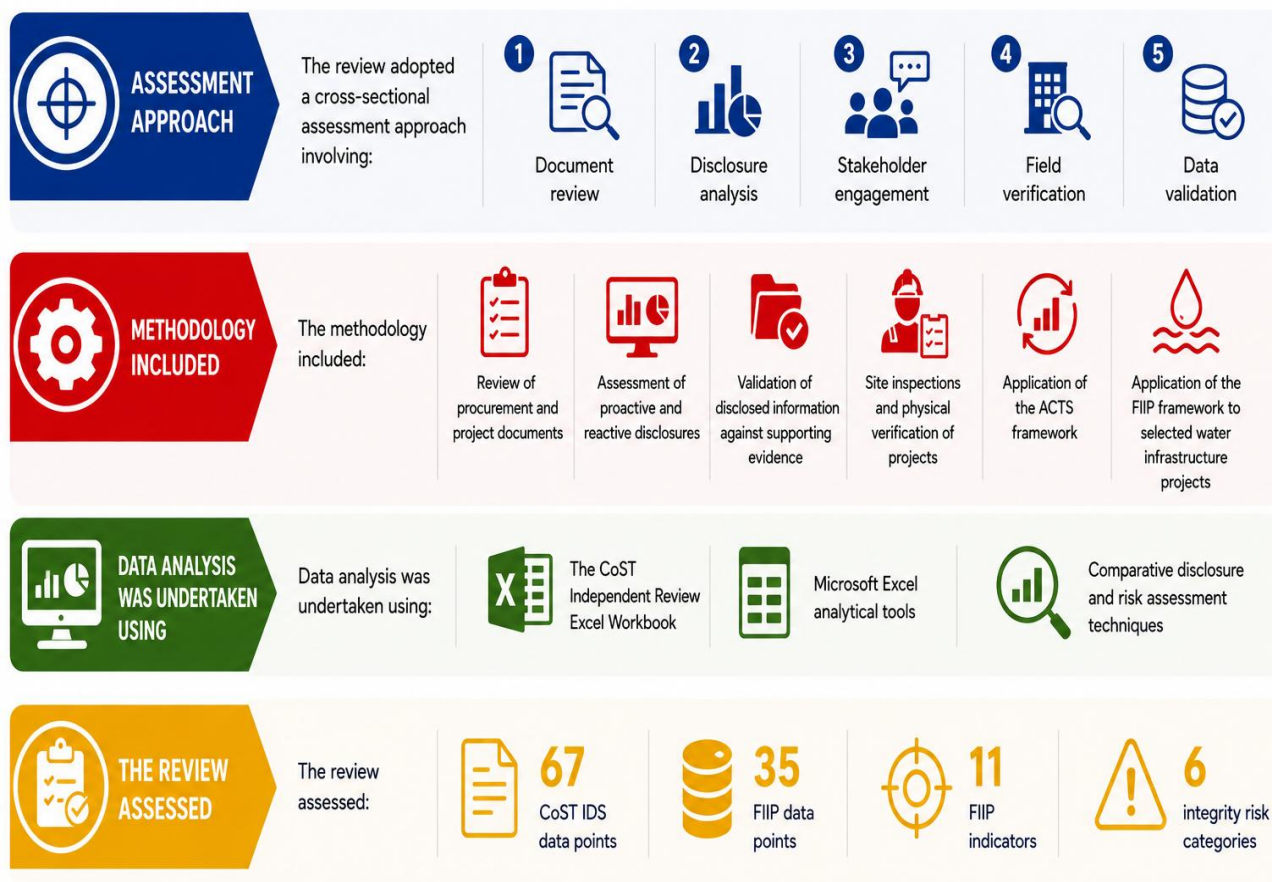 ASSESSMENT
APPROACH
The review adopted
a cross-sectional
assessment approach
involving:
1
Document
review
2
Disclosure
analysis
3
Stakeholder
engagement
4
Field
verification
5
Data
validation
METHODOLOGY
INCLUDED
The methodology
included:
Review of
procurement and
project documents
Assessment of
proactive and
reactive disclosures
Validation of
disclosed information
against supporting
evidence
Site inspections
and physical
verification of
projects
Application of
the ACTS
framework
Application of the
FIIP framework to
selected water
infrastructure
projects
DATA ANALYSIS
WAS UNDERTAKEN
USING
Data analysis was
undertaken using:
X
The CoST
Independent Review
Excel Workbook
Microsoft Excel
analytical tools
Comparative disclosure
and risk assessment
techniques
THE REVIEW
ASSESSED
The review
assessed:
67
CoST IDS
data points
35
FIIP data
points
11
FIIP
indicators
6
integrity risk
categories